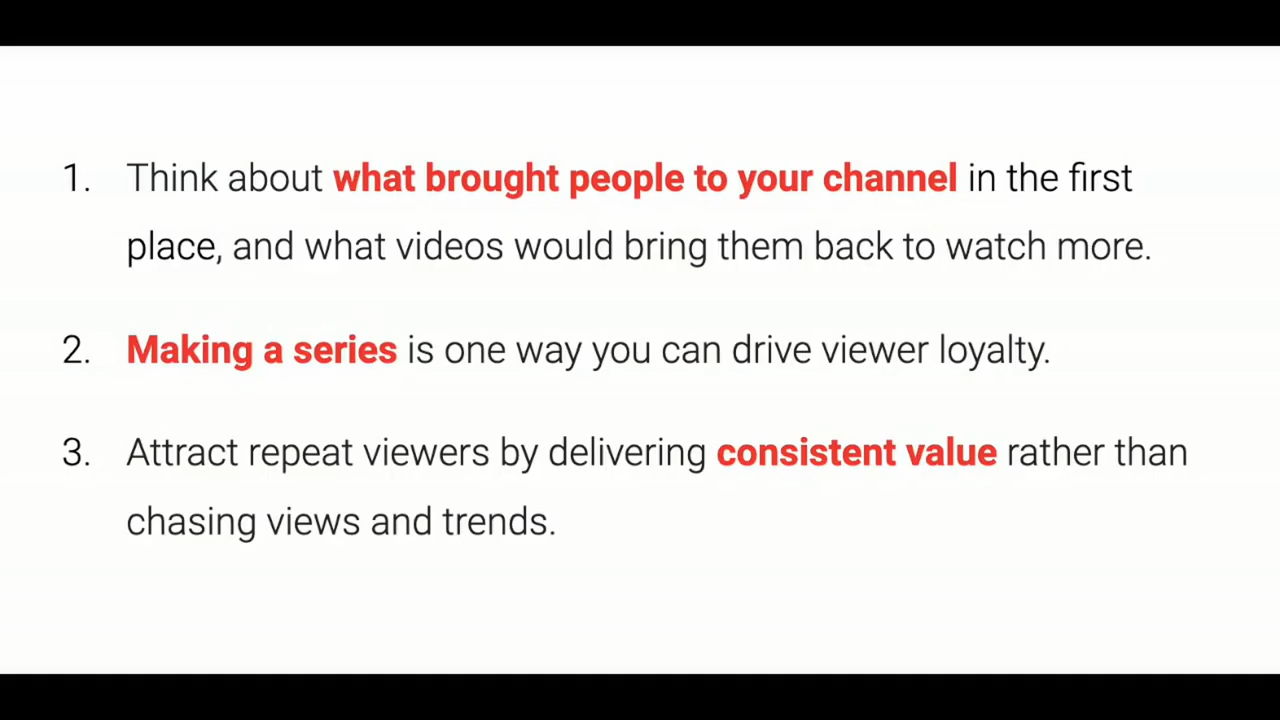 1. Think about what brought people to your channel in the first
place, and what videos would bring them back to watch more.
2. Making a series is one way you can drive viewer loyalty.
3. Attract repeat viewers by delivering consistent value rather than
chasing views and trends.